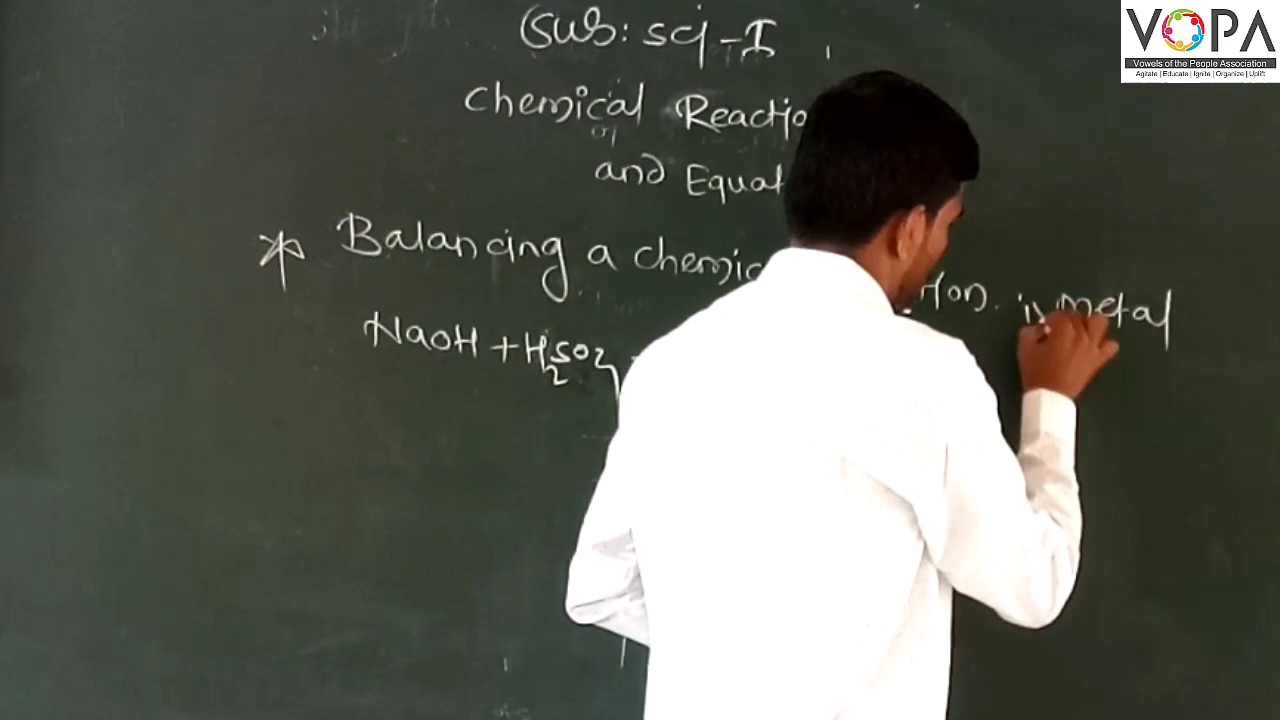 VOPA
Vowels of the People Association
Agitate | Educate | Ignite | Organize | Uplift
Sub: sci-I
Chemical Reactio
and Equat
* Balancing a chemic tion. i) Metal
NaOH + H2SO4